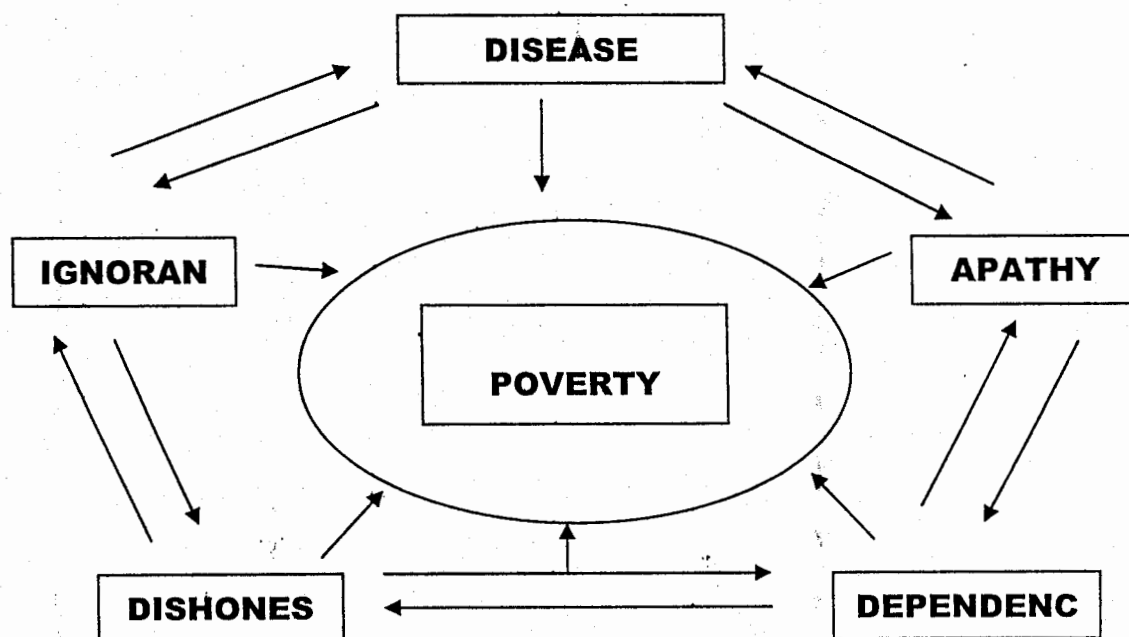 DISEASE
IGNORAN
APATHY
POVERTY
DISHONES
DEPENDENC